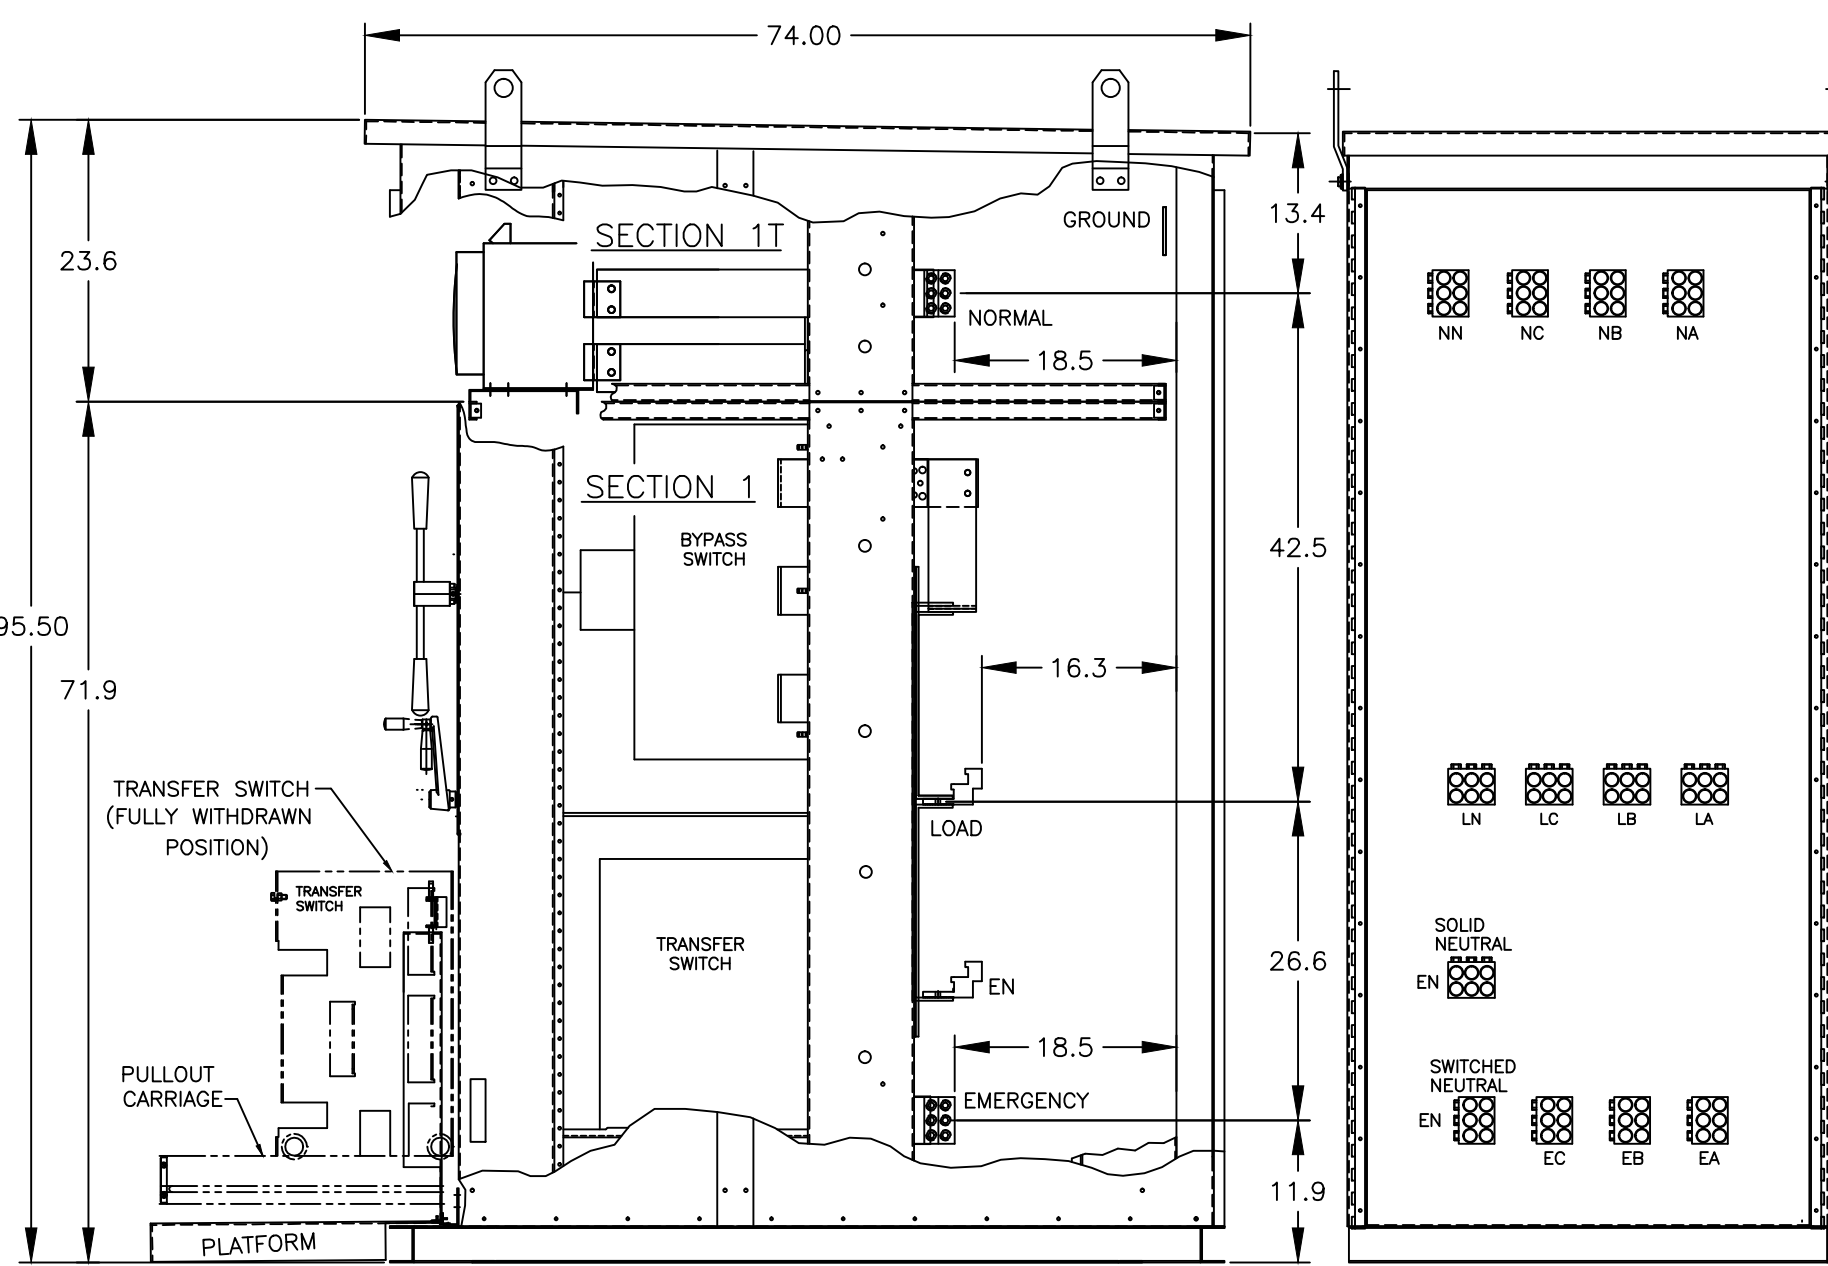 74.00
23.6
95.50
71.9
SECTION 1T
GROUND
13.4
NORMAL
18.5
NN
NC
NB
NA
SECTION 1
BYPASS
SWITCH
42.5
16.3
TRANSFER SWITCH
(FULLY WITHDRAWN
POSITION)
LOAD
LN
LC
LB
LA
TRANSFER
SWITCH
TRANSFER
SWITCH
EN
26.6
SOLID
NEUTRAL
EN
18.5
PULLOUT
CARRIAGE
EMERGENCY
SWITCHED
NEUTRAL
EN
EC
EB
EA
11.9
PLATFORM